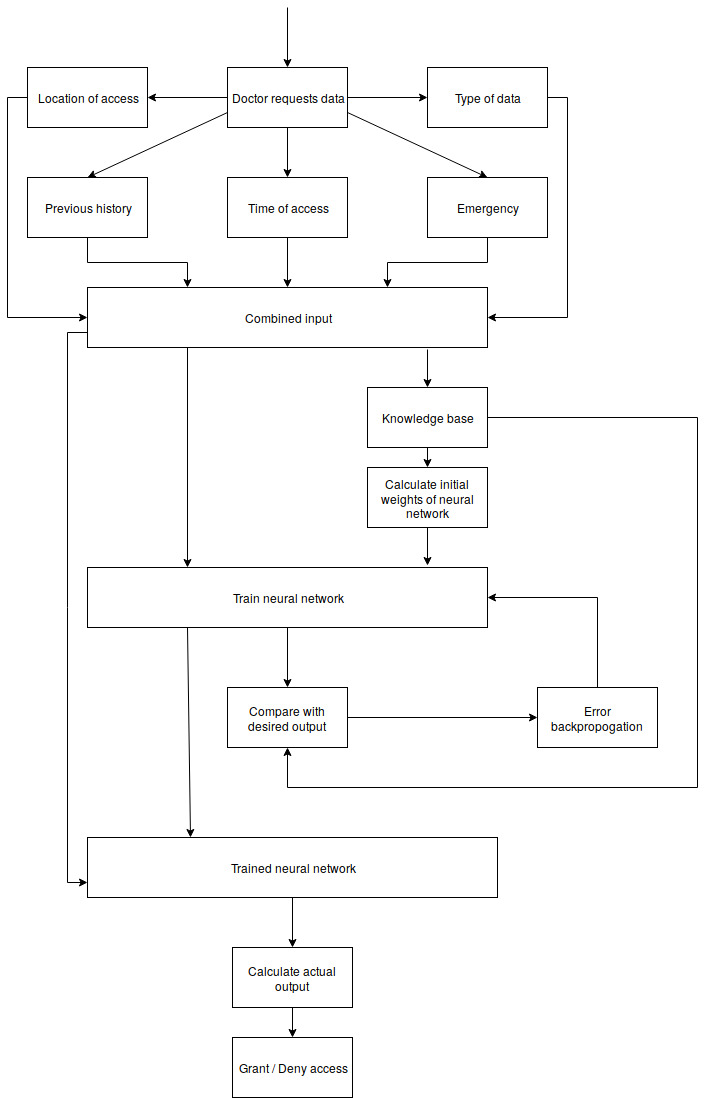 Location of access
Doctor requests data
Type of data
Previous history
Time of access
Emergency
Combined input
Knowledge base
Calculate initial
weights of neural
network
Train neural network
Compare with
desired output
Error
backpropogation
Trained neural network
Calculate actual
output
Grant / Deny access